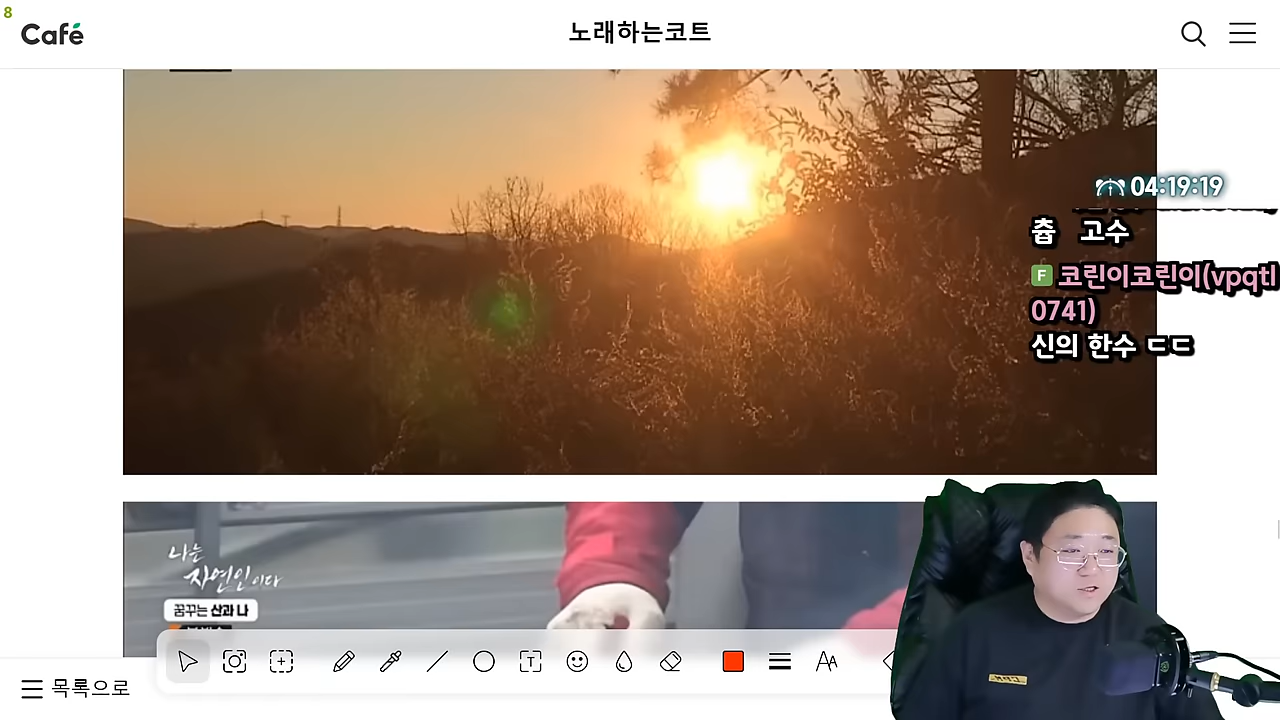 8
Café
노래하는코트
04:19:19
츔 고수
F 코린이코린이(vpqtl
0741)
신의 한수 ㄷㄷ
나는
자연인이다
꿈꾸는 산과 나
T
AA
목록으로